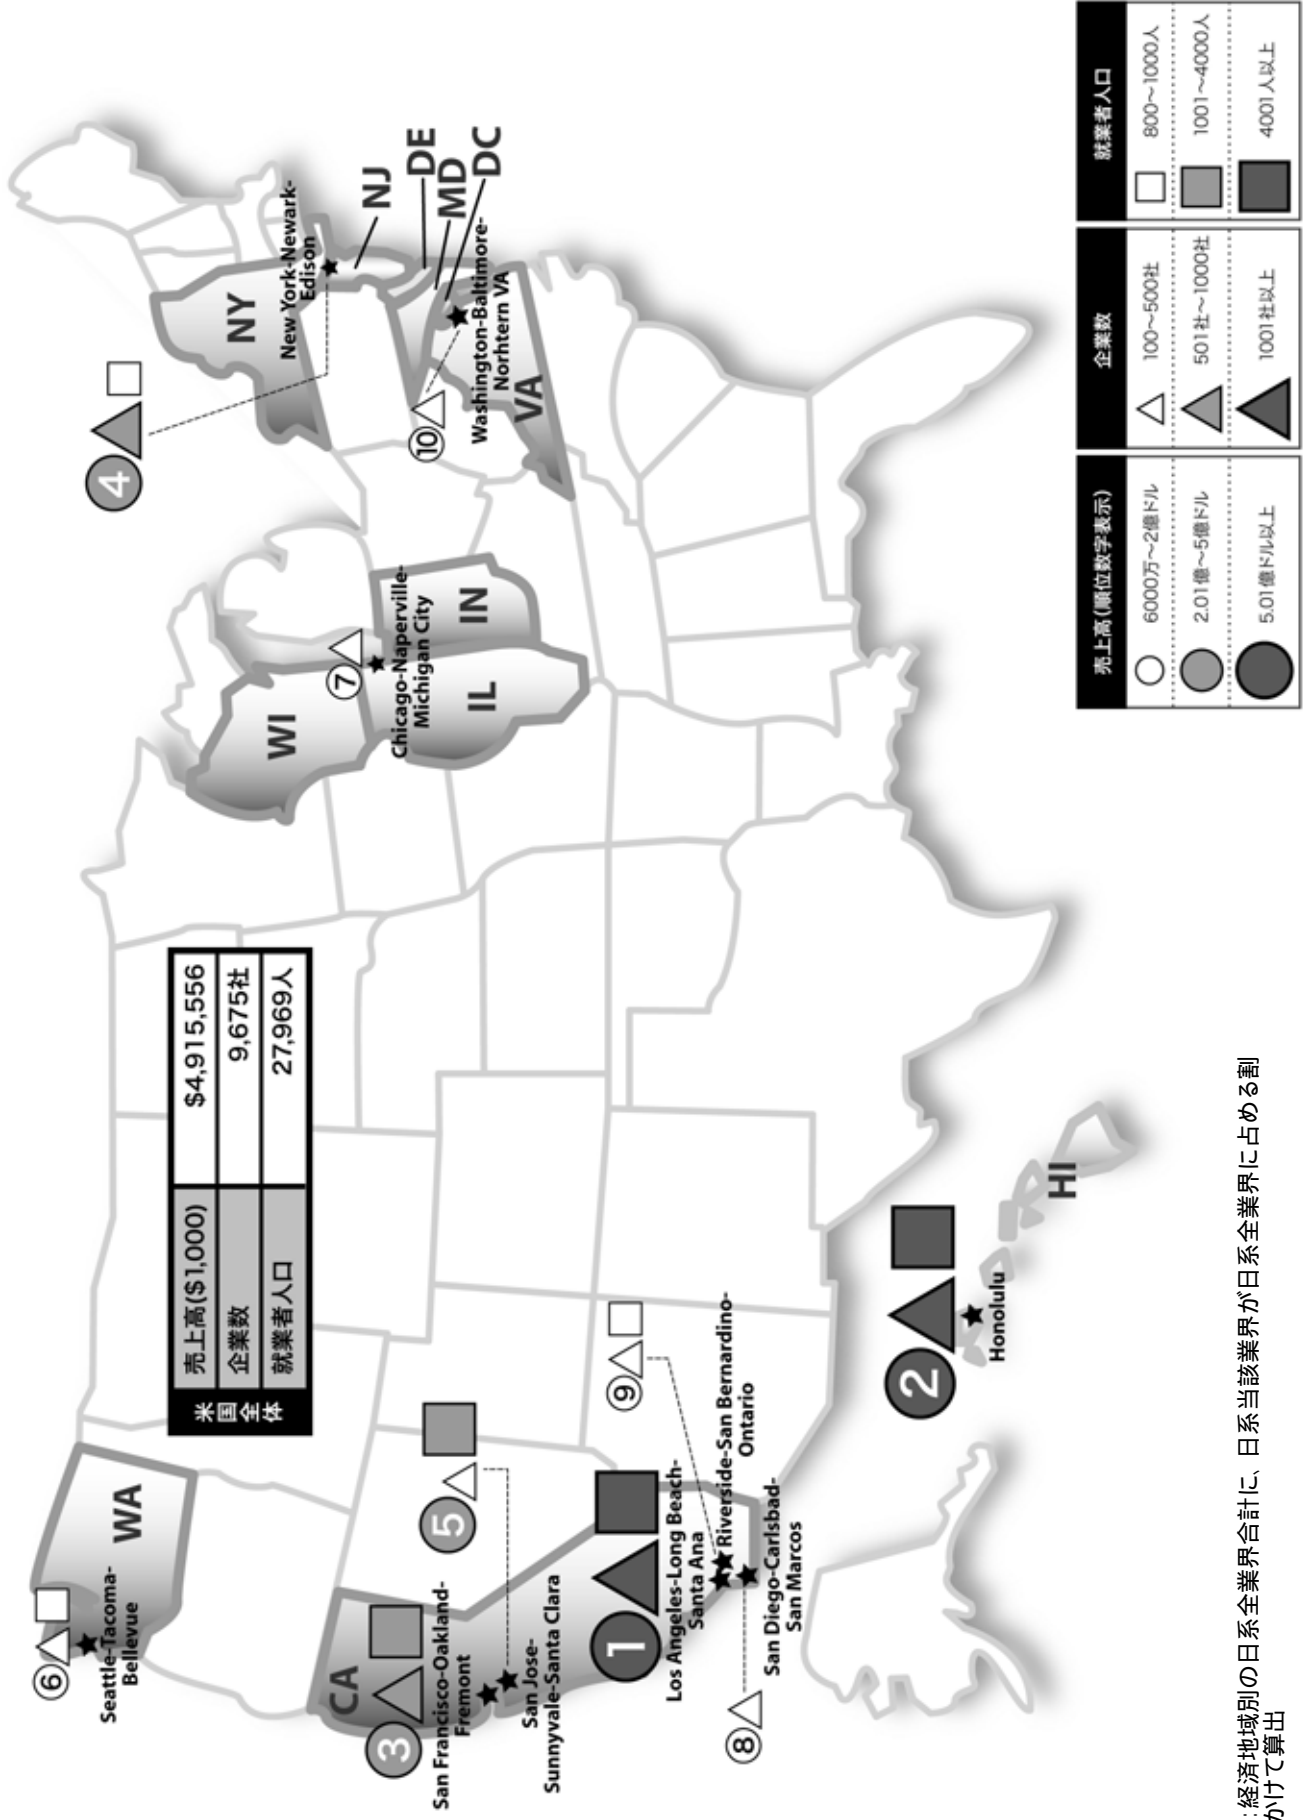 米国全体
売上高($1,000) $4,915,556
企業数 9,675社
就業者人口 27,969人
⑥
Seattle-Tacoma-
Bellevue
WA
3
CA
San Francisco-Oakland-
Fremont
5
San Jose-
Sunnyvale-Santa Clara
1
Los Angeles-Long Beach-
Santa Ana
⑨
Riverside-San Bernardino-
Ontario
⑧
San Diego-Carlsbad-
San Marcos
2
Honolulu
HI
WI
⑦
Chicago-Naperville-
Michigan City
IL
IN
4
NY
New York-Newark-
Edison
NJ
DE
MD
DC
⑩
Washington-Baltimore-
Norhtern VA
VA
売上高(順位数字表示)
6000万~2億ドル
2.01億~5億ドル
5.01億ドル以上
企業数
100~500社
501社~1000社
1001社以上
就業者人口
800~1000人
1001~4000人
4001人以上
:経済地域別の日系全業界合計に、日系当該業界が日系全業界に占める割
かけて算出